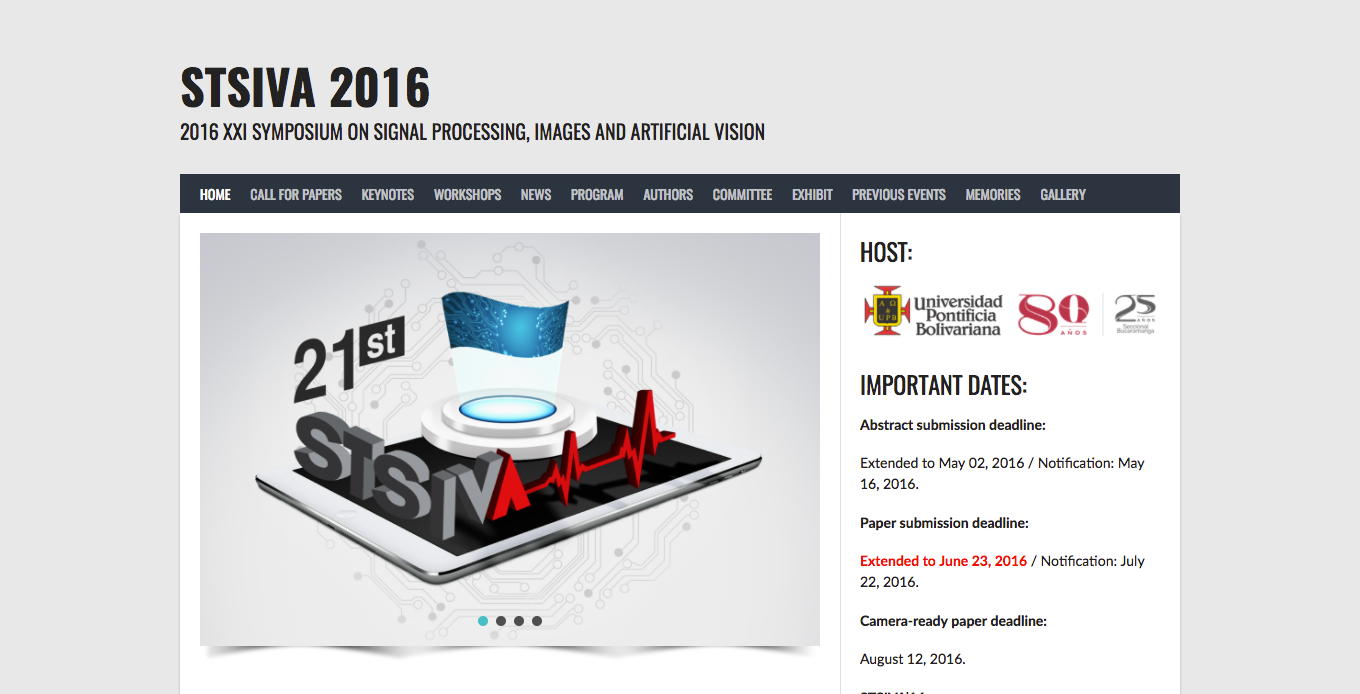 STSIVA 2016
2016 XXI SYMPOSIUM ON SIGNAL PROCESSING, IMAGES AND ARTIFICIAL VISION
HOME CALL FOR PAPERS KEYNOTES WORKSHOPS NEWS PROGRAM AUTHORS COMMITTEE EXHIBIT PREVIOUS EVENTS MEMORIES GALLERY
21st
STSIVA
HOST:
A Ω
&
UPB
Universidad
Pontificia
Bolivariana
80
AÑOS
25
AÑOS
Seccional
Bucaramanga
IMPORTANT DATES:
Abstract submission deadline:
Extended to May 02, 2016 / Notification: May
16, 2016.
Paper submission deadline:
Extended to June 23, 2016 / Notification: July
22, 2016.
Camera-ready paper deadline:
August 12, 2016.